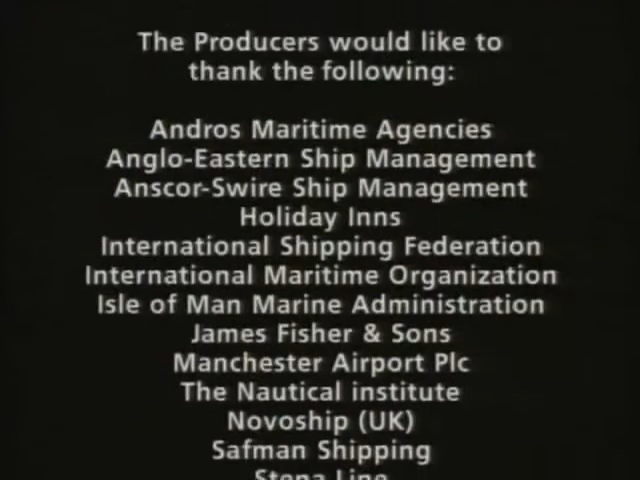 The Producers would like to
thank the following:
Andros Maritime Agencies
Anglo-Eastern Ship Management
Anscor-Swire Ship Management
Holiday Inns
International Shipping Federation
International Maritime Organization
Isle of Man Marine Administration
James Fisher & Sons
Manchester Airport Plc
The Nautical institute
Novoship (UK)
Safman Shipping
Stena Line